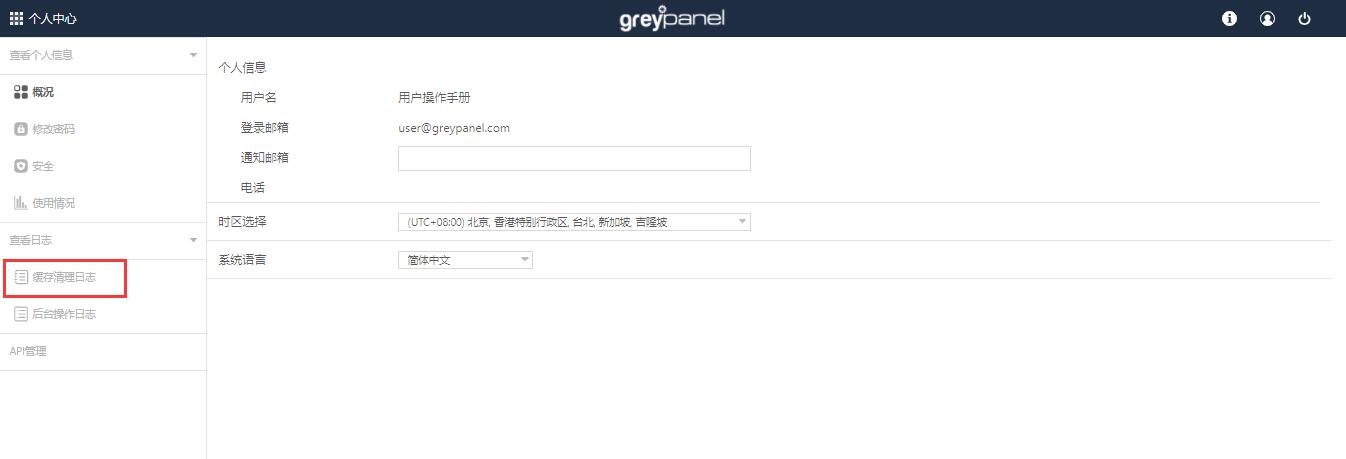 个人中心
greypanel
查看个人信息
概况
修改密码
安全
使用情况
查看日志
缓存清理日志
后台操作日志
API管理
个人信息
用户名 用户操作手册
登录邮箱 user@greypanel.com
通知邮箱
电话
时区选择 (UTC+08:00) 北京, 香港特别行政区, 台北, 新加坡, 吉隆坡
系统语言 简体中文